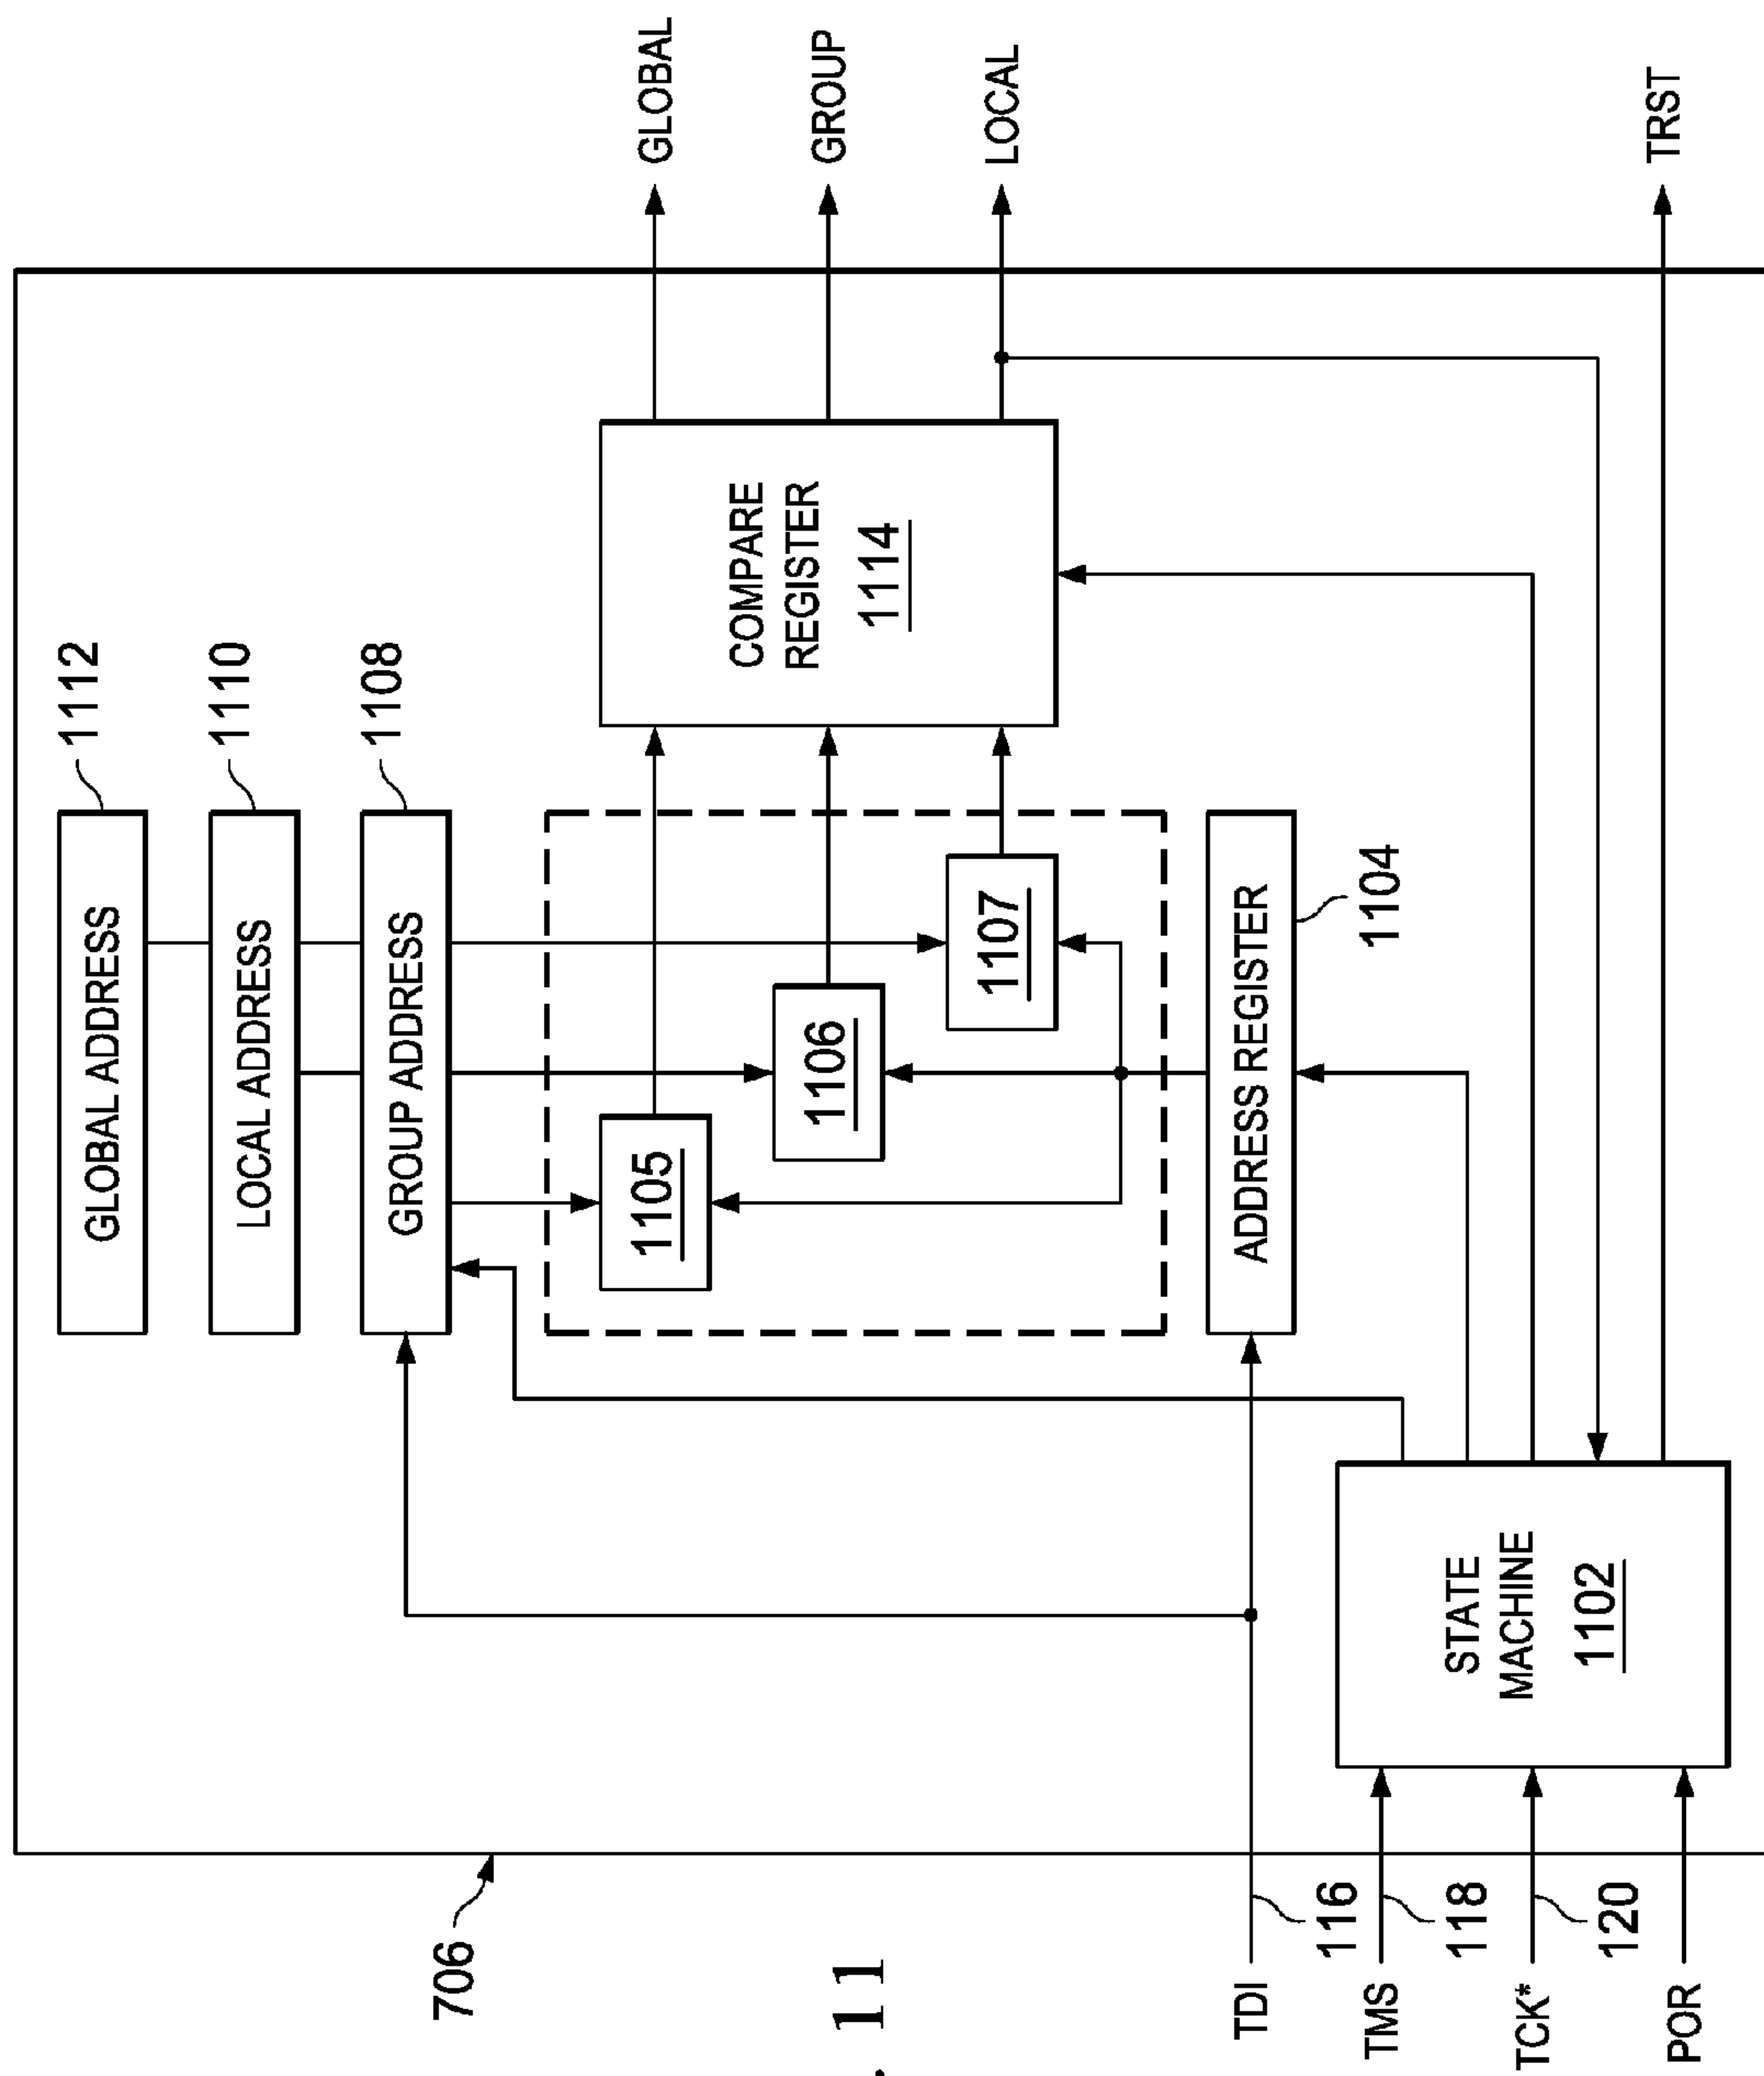 GLOBAL ADDRESS
1112
LOCAL ADDRESS
1110
GROUP ADDRESS
1108
1105
1106
1107
COMPARE
REGISTER
1114
GLOBAL
GROUP
LOCAL
ADDRESS REGISTER
1104
STATE
MACHINE
1102
TRST
706
TDI
116
TMS
118
TCK*
120
POR
. 11